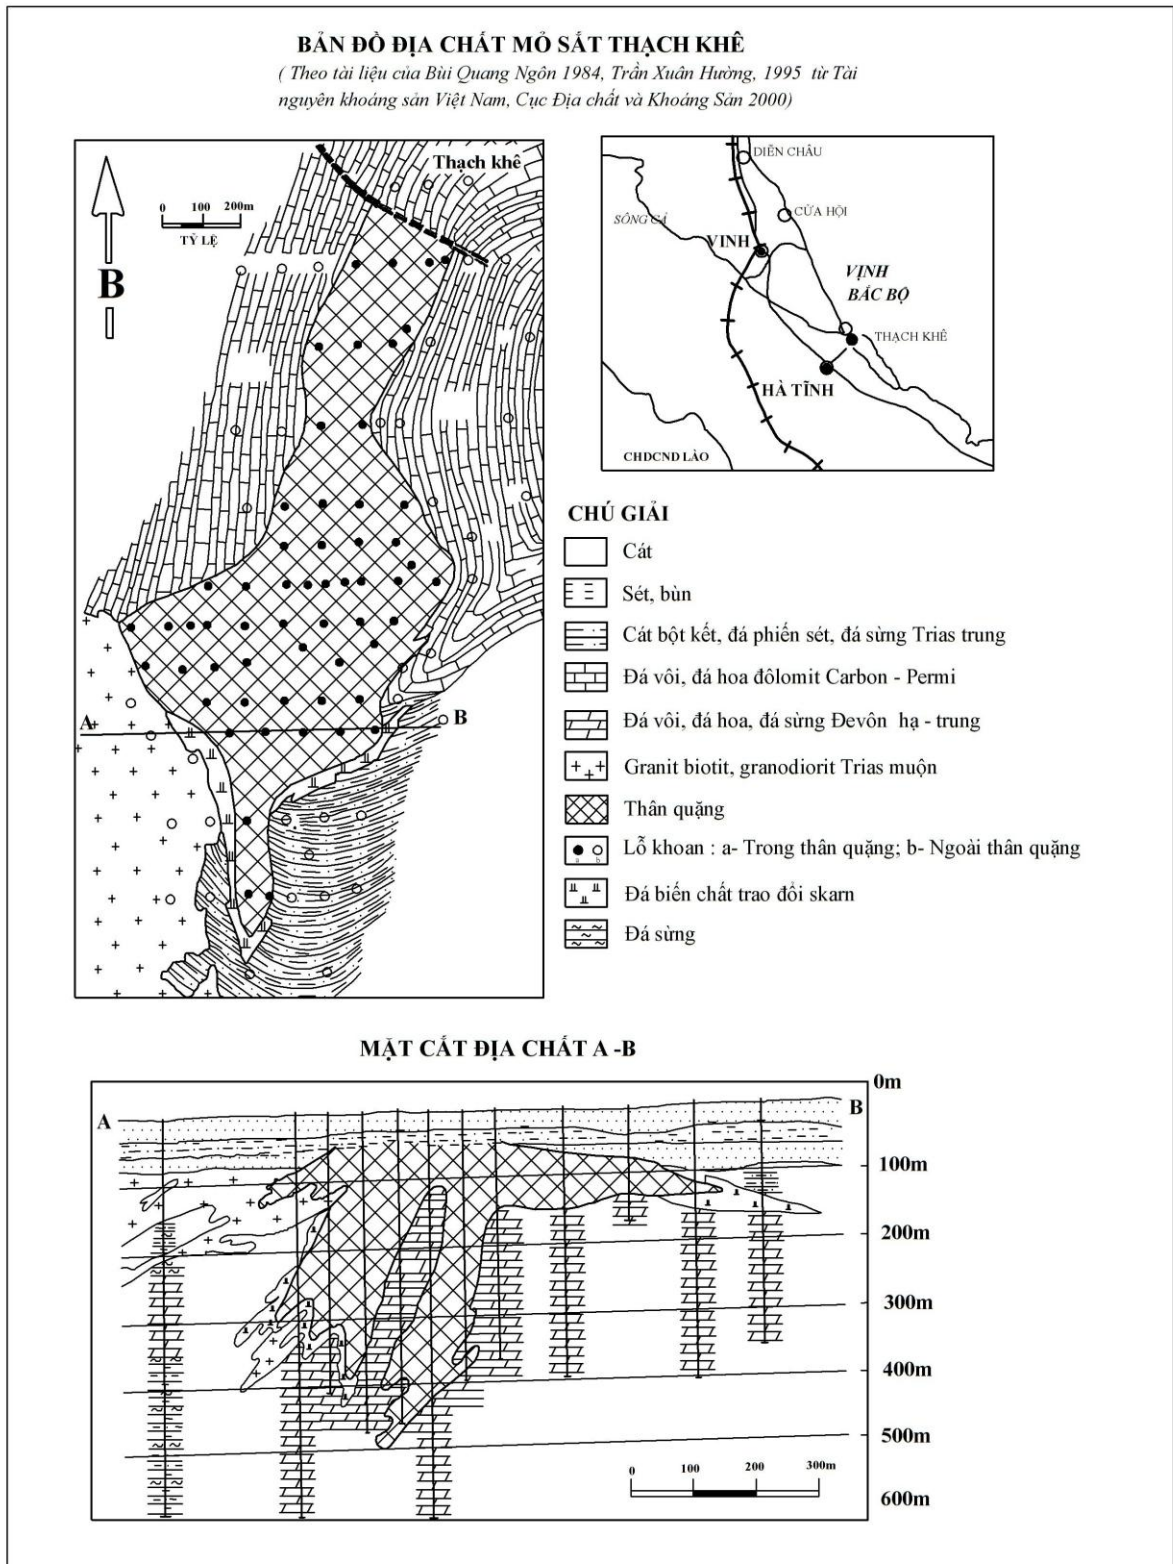 BẢN ĐỒ ĐỊA CHẤT MỎ SẮT THẠCH KHÊ
( Theo tài liệu của Bùi Quang Ngôn 1984, Trần Xuân Hường, 1995 từ Tài
nguyên khoáng sản Việt Nam, Cục Địa chất và Khoáng Sản 2000)
Thạch khê
0 100 200m
TỶ LỆ
B
A
B
DIỄN CHÂU
CỬA HỘI
SÔNG CẢ
VINH
VỊNH
BẮC BỘ
THẠCH KHÊ
HÀ TĨNH
CHDCND LÀO
CHÚ GIẢI
Cát
Sét, bùn
Cát bột kết, đá phiến sét, đá sừng Trias trung
Đá vôi, đá hoa đôlomit Carbon - Permi
Đá vôi, đá hoa, đá sừng Đevôn hạ - trung
Granit biotit, granodiorit Trias muộn
Thân quặng
a b
Lỗ khoan : a- Trong thân quặng; b- Ngoài thân quặng
Đá biến chất trao đổi skarn
Đá sừng
MẶT CẮT ĐỊA CHẤT A -B
0m
A
B
100m
200m
300m
400m
500m
0 100 200 300m
600m